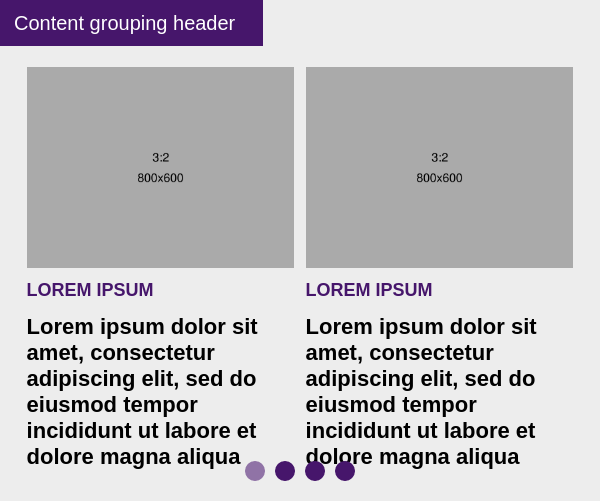 Content grouping header
3:2
800x600
LOREM IPSUM
Lorem ipsum dolor sit
amet, consectetur
adipiscing elit, sed do
eiusmod tempor
incididunt ut labore et
dolore magna aliqua
3:2
800x600
LOREM IPSUM
Lorem ipsum dolor sit
amet, consectetur
adipiscing elit, sed do
eiusmod tempor
incididunt ut labore et
dolore magna aliqua